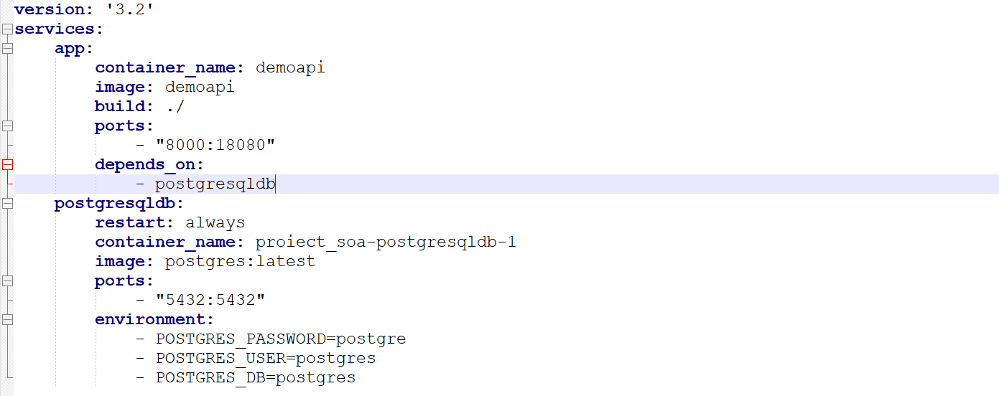 version: '3.2'
services:
    app:
        container_name: demoapi
        image: demoapi
        build: ./
        ports:
            - "8000:18080"
        depends_on:
            - postgresqldb
    postgresqldb:
        restart: always
        container_name: proiect_soa-postgresqldb-1
        image: postgres:latest
        ports:
            - "5432:5432"
        environment:
            - POSTGRES_PASSWORD=postgre
            - POSTGRES_USER=postgres
            - POSTGRES_DB=postgres